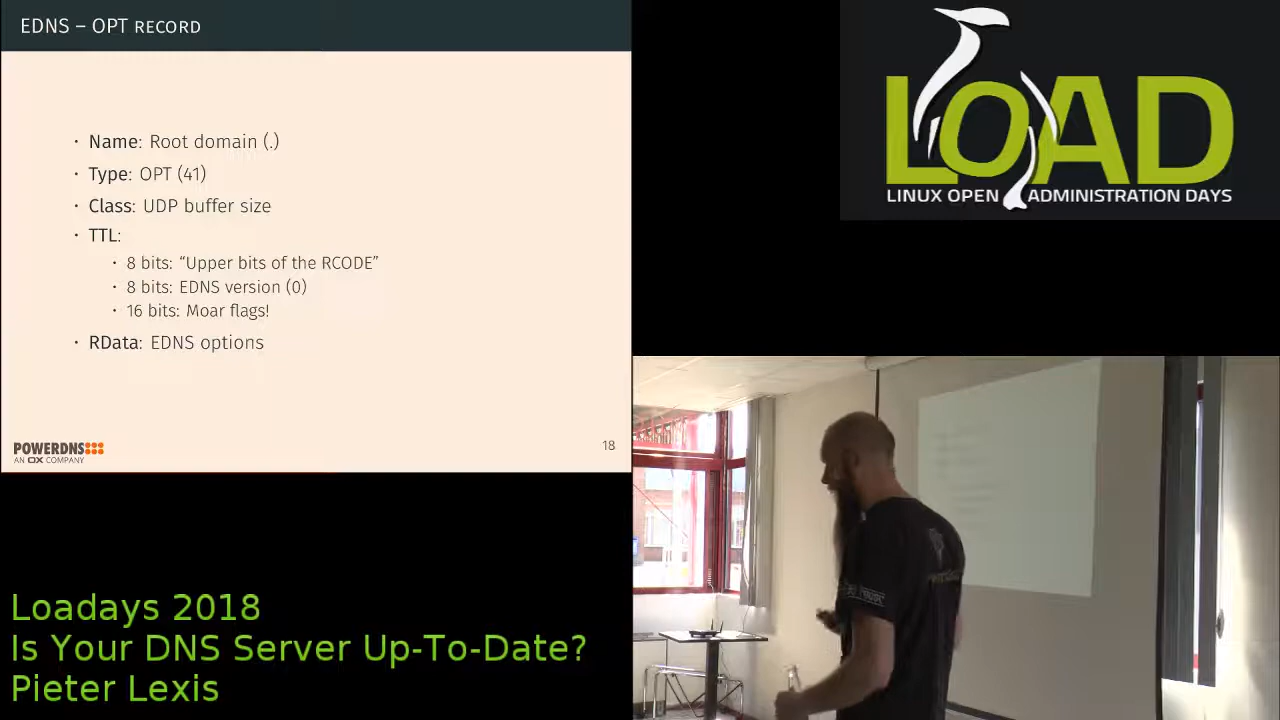 EDNS – OPT RECORD
· Name: Root domain (.)
· Type: OPT (41)
· Class: UDP buffer size
· TTL:
· 8 bits: “Upper bits of the RCODE”
· 8 bits: EDNS version (0)
· 16 bits: Moar flags!
· RData: EDNS options
POWERDNS
AN OX COMPANY
18
LOAD
LINUX OPEN ADMINISTRATION DAYS
Loadays 2018
Is Your DNS Server Up-To-Date?
Pieter Lexis